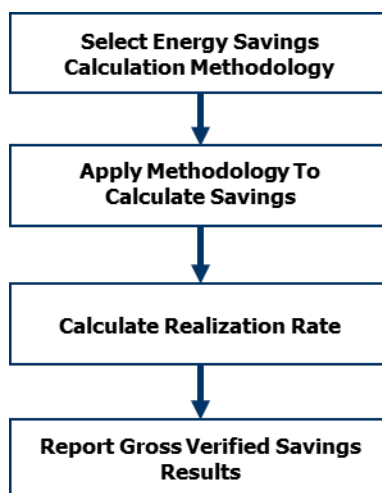 Select Energy Savings
Calculation Methodology
Apply Methodology To
Calculate Savings
Calculate Realization Rate
Report Gross Verified Savings
Results